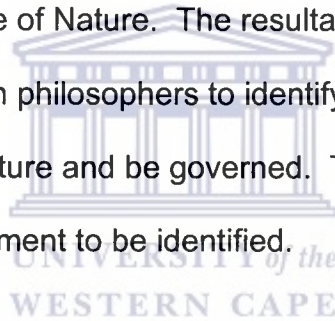 e of Nature. The resulta
n philosophers to identify
ture and be governed. T
ment to be identified.
UNIVERSITY of the
WESTERN CAPE